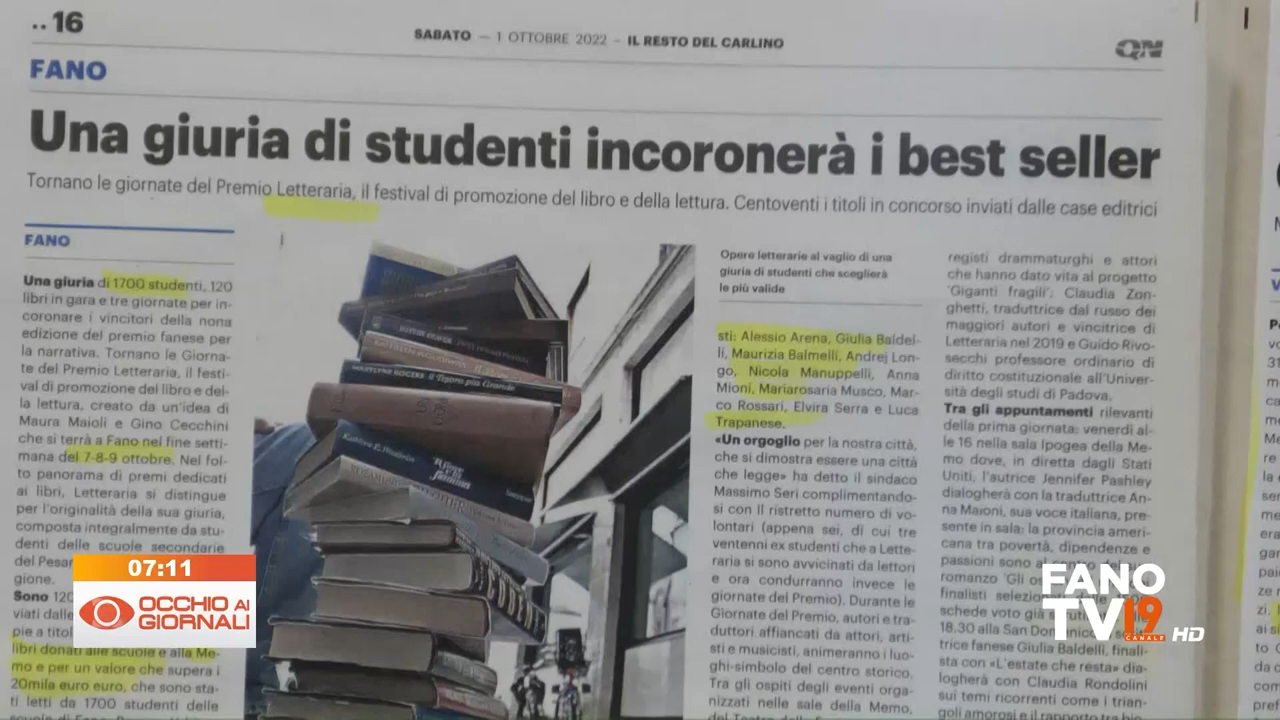 ..16
SABATO — 1 OTTOBRE 2022 – IL RESTO DEL CARLINO
QN
FANO
Una giuria di studenti incoronerà i best seller
Tornano le giornate del Premio Letteraria, il festival di promozione del libro e della lettura. Centoventi i titoli in concorso inviati dalle case editrici
FANO
Una giuria di 1700 studenti, 120
libri in gara e tre giornate per in-
coronare i vincitori della nona
edizione del premio fanese per
la narrativa. Tornano le Giorna-
te del Premio Letteraria, il festi-
val di promozione del libro e del-
la lettura, creato da un'idea di
Maura Maioli e Gino Cecchini
che si terrà a Fano nel fine setti-
mana del 7-8-9 ottobre. Nel fol-
to panorama di premi dedicati
ai libri, Letteraria si distingue
per l'originalità della sua giuria,
composta integralmente da stu-
denti delle scuole secondarie
del Pesar
gione.
Sono 120
viati dalle
pie a titol
libri donati alle scuole e alla Me-
mo e per un valore che supera i
20mila euro euro, che sono sta-
ti letti da 1700 studenti delle
Opere letterarie al vaglio di una
giuria di studenti che sceglierà
le più valide
sti: Alessio Arena, Giulia Baldel-
li, Maurizia Balmelli, Andrej Lon-
go, Nicola Manuppelli, Anna
Mioni, Mariarosaria Musco, Mar-
co Rossari, Elvira Serra e Luca
Trapanese.
«Un orgoglio per la nostra città,
che si dimostra essere una città
che legge» ha detto il sindaco
Massimo Seri complimentando-
si con Il ristretto numero di vo-
lontari (appena sei, di cui tre
ventenni ex studenti che a Lette-
raria si sono avvicinati da lettori
e ora condurranno invece le
giornate del Premio). Durante le
Giornate del Premio, autori e tra-
duttori affiancati da attori, arti-
sti e musicisti, animeranno i luo-
ghi-simbolo del centro storico.
Tra gli ospiti degli eventi orga-
nizzati nelle sale della Memo,
registi drammaturghi e attori
che hanno dato vita al progetto
'Giganti fragili'; Claudia Zon-
ghetti, traduttrice dal russo dei
maggiori autori e vincitrice di
Letteraria nel 2019 e Guido Rivo-
secchi professore ordinario di
diritto costituzionale all'Univer-
sità degli studi di Padova.
Tra gli appuntamenti rilevanti
della prima giornata: venerdì al-
le 16 nella sala Ipogea della Me-
mo dove, in diretta dagli Stati
Uniti, l'autrice Jennifer Pashley
dialogherà con la traduttrice An-
na Maioni, sua voce italiana, pre-
sente in sala: la provincia ameri-
cana tra povertà, dipendenze e
passioni sono al
romanzo 'Gli
finalisti selezion
schede voto già
18.30 alla San Domenico
trice fanese Giulia Baldelli, finali-
sta con «L'estate che resta» dia-
logherà con Claudia Rondolini
sui temi ricorrenti come i trian-
goli amorosi e il rapporto tra
07:11
OCCHIO AI
GIORNALI
FANO
TV19
CANALE
HD